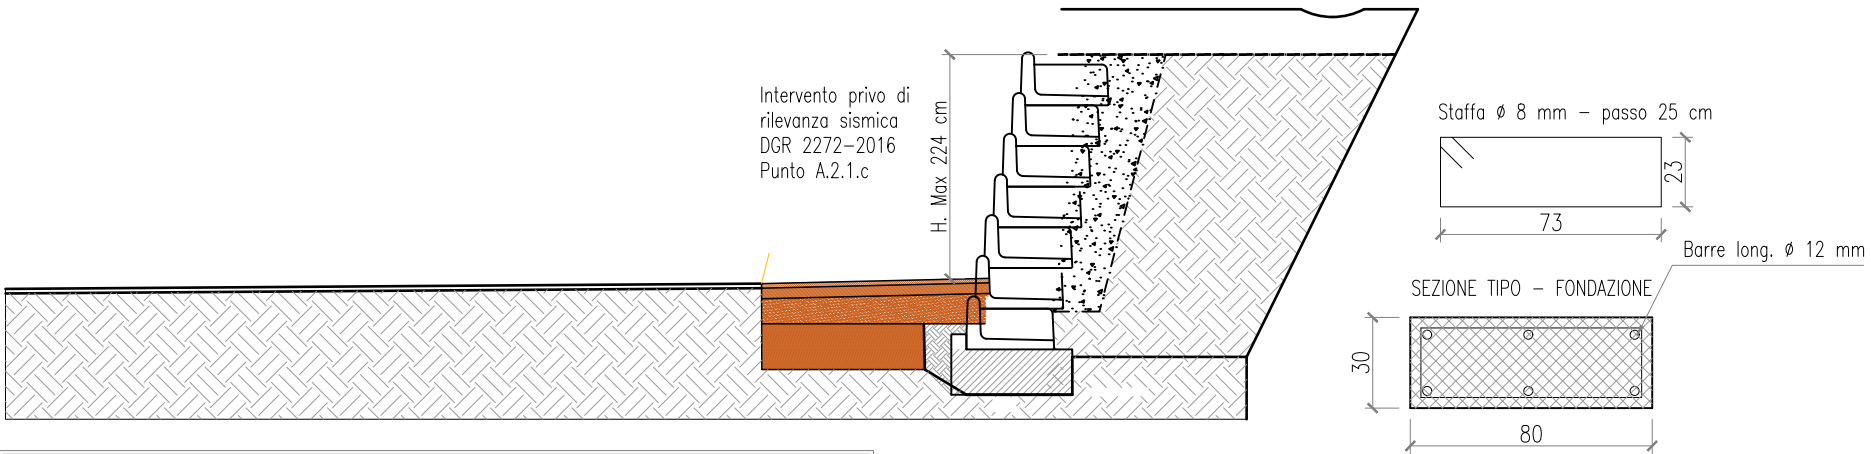 Intervento privo di
rilevanza sismica
DGR 2272-2016
Punto A.2.1.c
H. Max 224 cm
Staffa ø 8 mm - passo 25 cm
23
73
Barre long. ø 12 mm
SEZIONE TIPO - FONDAZIONE
30
80